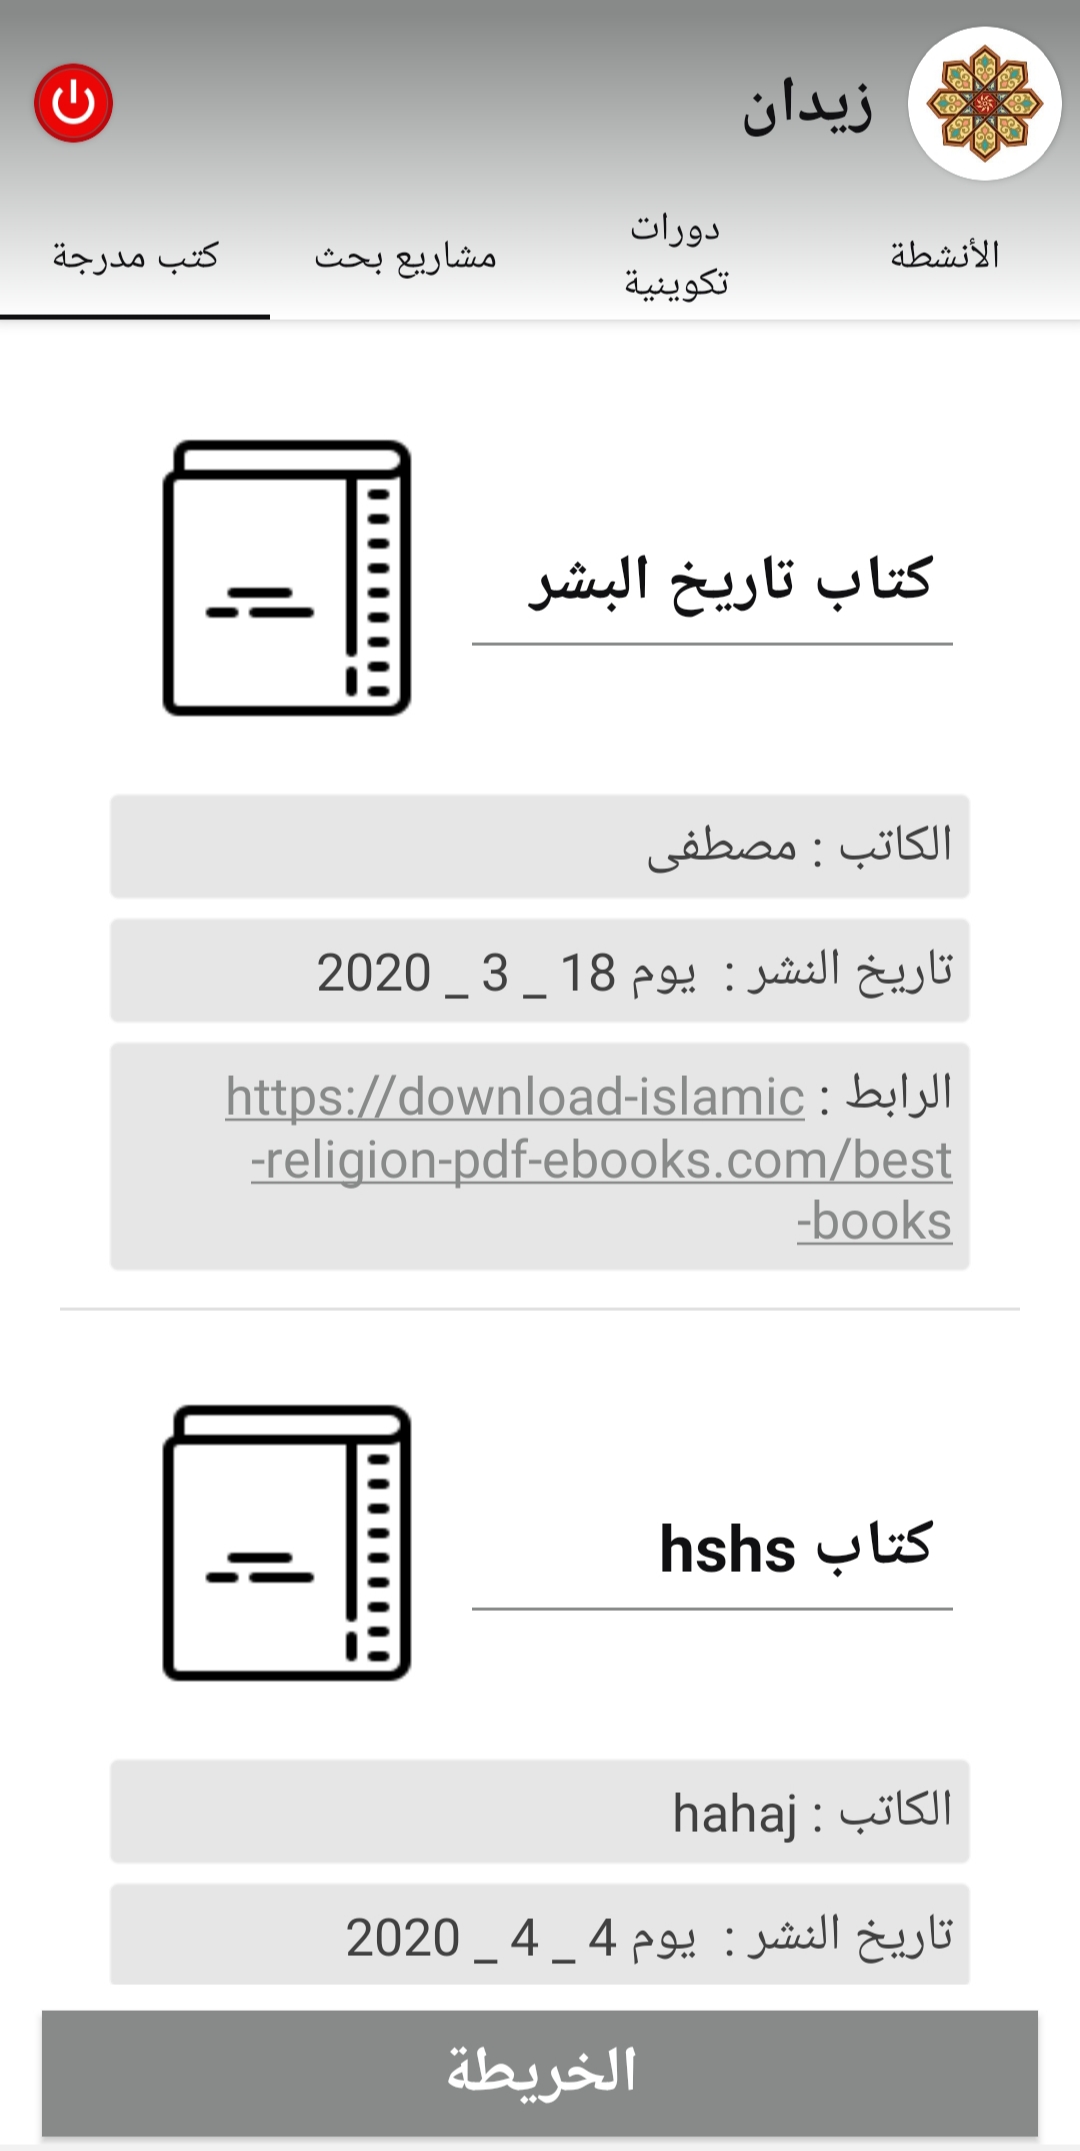 زيدان
الأنشطة
دورات
تكوينية
مشاريع بحث
كتب مدرجة
كتاب تاريخ البشر
الكاتب : مصطفى
تاريخ النشر : يوم 18 _ 3 _ 2020
الرابط : https://download-islamic
-religion-pdf-ebooks.com/best
-books
كتاب hshs
الكاتب : hahaj
تاريخ النشر : يوم 4 _ 4 _ 2020
الخريطة